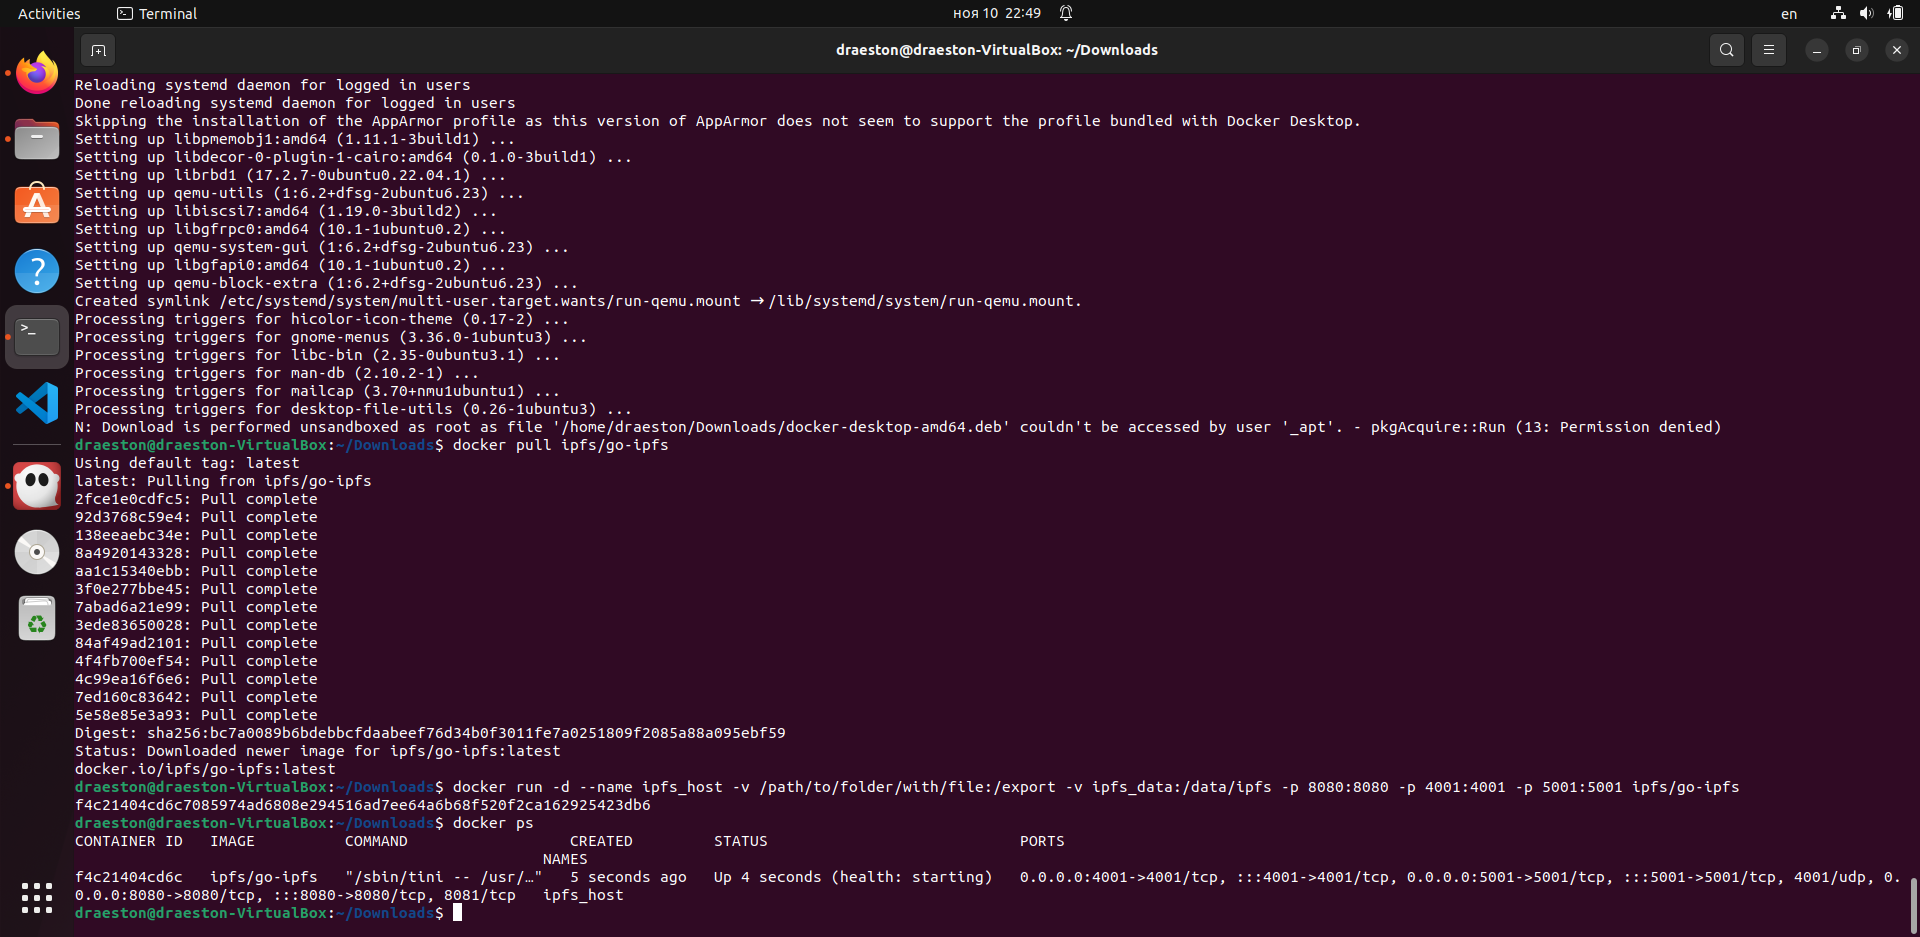 Activities Terminal ноя 10 22:49 en
draeston@draeston-VirtualBox: ~/Downloads
Reloading systemd daemon for logged in users
Done reloading systemd daemon for logged in users
Skipping the installation of the AppArmor profile as this version of AppArmor does not seem to support the profile bundled with Docker Desktop.
Setting up libpmemobj1:amd64 (1.11.1-3build1) ...
Setting up libdecor-0-plugin-1-cairo:amd64 (0.1.0-3build1) ...
Setting up librbd1 (17.2.7-0ubuntu0.22.04.1) ...
Setting up qemu-utils (1:6.2+dfsg-2ubuntu6.23) ...
Setting up libiscsi7:amd64 (1.19.0-3build2) ...
Setting up libgfrpc0:amd64 (10.1-1ubuntu0.2) ...
Setting up qemu-system-gui (1:6.2+dfsg-2ubuntu6.23) ...
Setting up libgfapi0:amd64 (10.1-1ubuntu0.2) ...
Setting up qemu-block-extra (1:6.2+dfsg-2ubuntu6.23) ...
Created symlink /etc/systemd/system/multi-user.target.wants/run-qemu.mount → /lib/systemd/system/run-qemu.mount.
Processing triggers for hicolor-icon-theme (0.17-2) ...
Processing triggers for gnome-menus (3.36.0-1ubuntu3) ...
Processing triggers for libc-bin (2.35-0ubuntu3.1) ...
Processing triggers for man-db (2.10.2-1) ...
Processing triggers for mailcap (3.70+nmu1ubuntu1) ...
Processing triggers for desktop-file-utils (0.26-1ubuntu3) ...
N: Download is performed unsandboxed as root as file '/home/draeston/Downloads/docker-desktop-amd64.deb' couldn't be accessed by user '_apt'. - pkgAcquire::Run (13: Permission denied)
draeston@draeston-VirtualBox:~/Downloads$ docker pull ipfs/go-ipfs
Using default tag: latest
latest: Pulling from ipfs/go-ipfs
2fce1e0cdfc5: Pull complete
92d3768c59e4: Pull complete
138eeaebc34e: Pull complete
8a4920143328: Pull complete
aa1c15340ebb: Pull complete
3f0e277bbe45: Pull complete
7abad6a21e99: Pull complete
3ede83650028: Pull complete
84af49ad2101: Pull complete
4f4fb700ef54: Pull complete
4c99ea16f6e6: Pull complete
7ed160c83642: Pull complete
5e58e85e3a93: Pull complete
Digest: sha256:bc7a0089b6bdebbcfdaabeef76d34b0f3011fe7a0251809f2085a88a095ebf59
Status: Downloaded newer image for ipfs/go-ipfs:latest
docker.io/ipfs/go-ipfs:latest
draeston@draeston-VirtualBox:~/Downloads$ docker run -d --name ipfs_host -v /path/to/folder/with/file:/export -v ipfs_data:/data/ipfs -p 8080:8080 -p 4001:4001 -p 5001:5001 ipfs/go-ipfs
f4c21404cd6c7085974ad6808e294516ad7ee64a6b68f520f2ca162925423db6
draeston@draeston-VirtualBox:~/Downloads$ docker ps
CONTAINER ID IMAGE COMMAND CREATED STATUS PORTS
NAMES
f4c21404cd6c ipfs/go-ipfs "/sbin/tini -- /usr/…" 5 seconds ago Up 4 seconds (health: starting) 0.0.0.0:4001->4001/tcp, :::4001->4001/tcp, 0.0.0.0:5001->5001/tcp, :::5001->5001/tcp, 4001/udp, 0.
0.0.0:8080->8080/tcp, :::8080->8080/tcp, 8081/tcp ipfs_host
draeston@draeston-VirtualBox:~/Downloads$